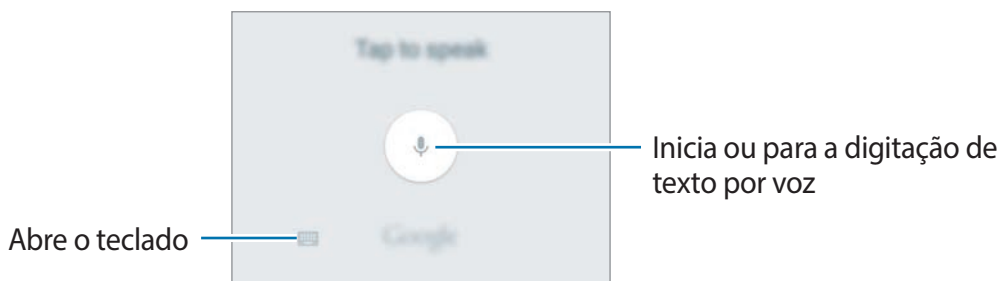 Tap to speak
Inicia ou para a digitação de
texto por voz
Abre o teclado
Google